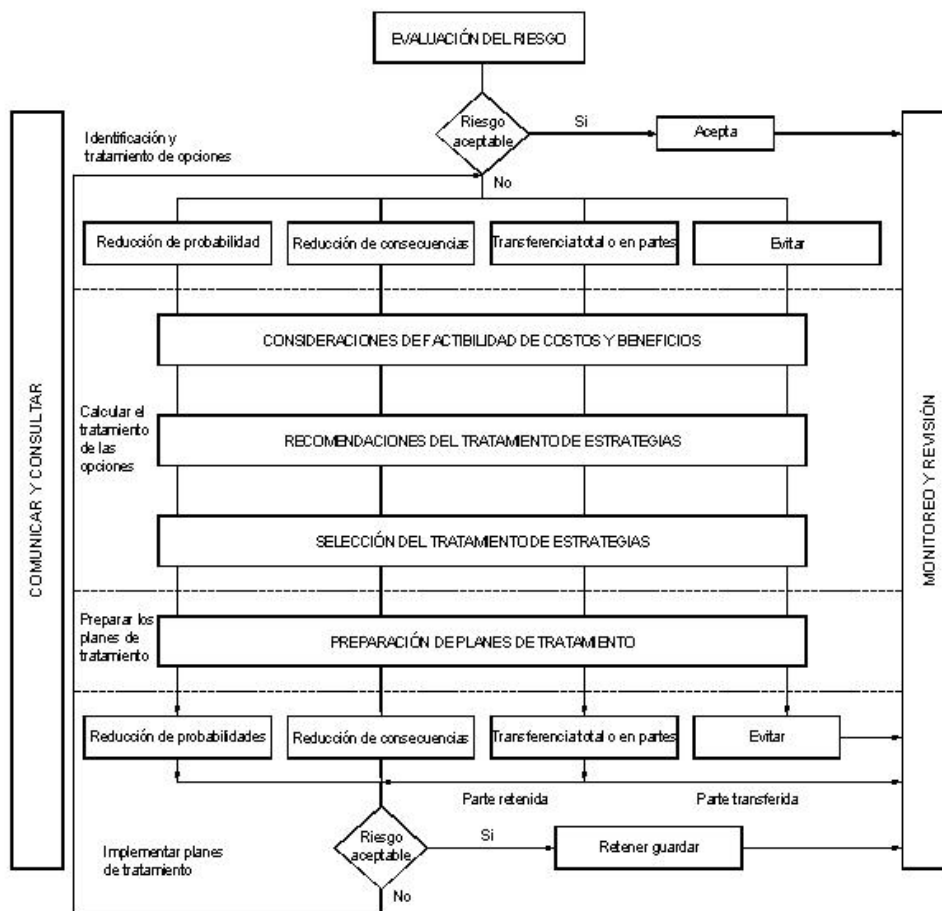 EVALUACIÓN DEL RIESGO
Riesgo
aceptable
Si
Acepta
Identificación y
tratamiento de opciones
No
Reducción de probabilidad
Reducción de consecuencias
Transferencia total o en partes
Evitar
CONSIDERACIONES DE FACTIBILIDAD DE COSTOS Y BENEFICIOS
COMUNICAR Y CONSULTAR
Calcular el
tratamiento
de las
opciones
RECOMENDACIONES DEL TRATAMIENTO DE ESTRATEGIAS
MONITOREO Y REVISIÓN
SELECCIÓN DEL TRATAMIENTO DE ESTRATEGIAS
Preparar los
planes de
tratamiento
PREPARACIÓN DE PLANES DE TRATAMIENTO
Reducción de probabilidades
Reducción de consecuencias
Transferencia total o en partes
Evitar
Parte retenida
Parte transferida
Implementar planes
de tratamiento
Riesgo
aceptable
Si
Retener guardar
No